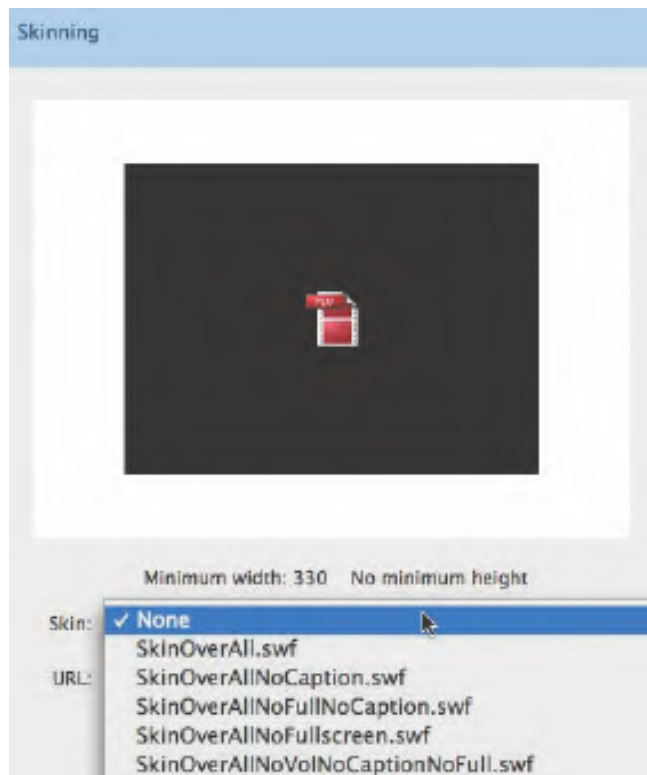 Skinning
FLV
Minimum width: 330 No minimum height
Skin: ✓ None
SkinOverAll.swf
URL: SkinOverAllNoCaption.swf
SkinOverAllNoFullNoCaption.swf
SkinOverAllNoFullscreen.swf
SkinOverAllNoVolNoCaptionNoFull.swf